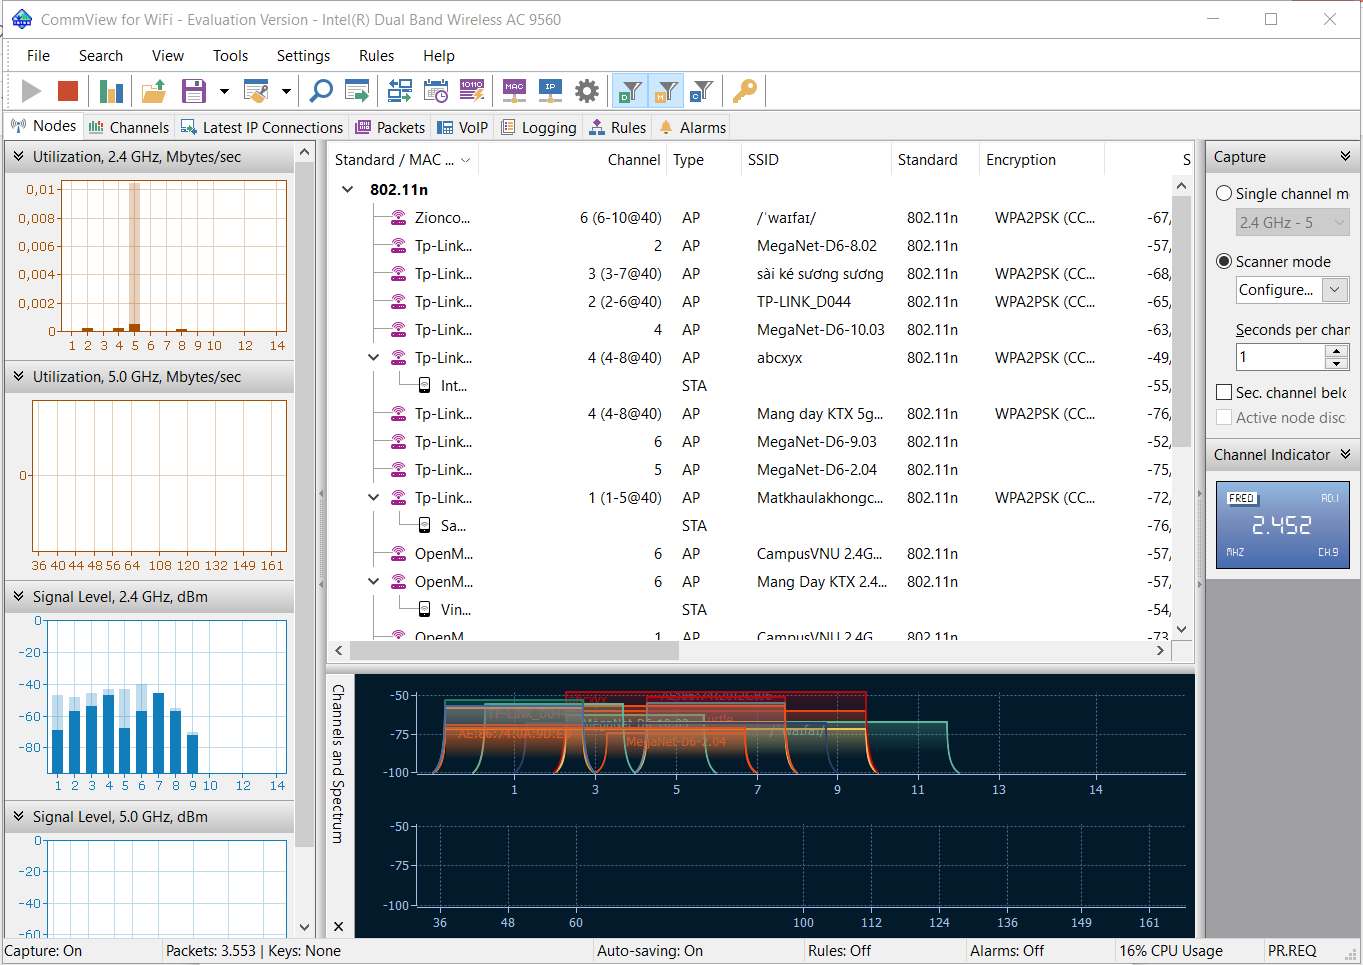 CommView for WiFi - Evaluation Version - Intel(R) Dual Band Wireless AC 9560
File Search View Tools Settings Rules Help
Nodes Channels Latest IP Connections Packets VoIP Logging Rules Alarms
Utilization, 2.4 GHz, Mbytes/sec
0,01
0,008
0,006
0,004
0,002
0
1 2 3 4 5 6 7 8 9 10 12 14
Utilization, 5.0 GHz, Mbytes/sec
0
36 40 44 48 56 64 108 120 132 149 161
Signal Level, 2.4 GHz, dBm
0
-20
-40
-60
-80
1 2 3 4 5 6 7 8 9 10 12 14
Signal Level, 5.0 GHz, dBm
0
-20
-40
-60
Standard / MAC ... Channel Type SSID Standard Encryption S
802.11n
Zionco... 6 (6-10@40) AP /ˈwaɪfaɪ/ 802.11n WPA2PSK (CC... -67,
Tp-Link... 2 AP MegaNet-D6-8.02 802.11n -57,
Tp-Link... 3 (3-7@40) AP sài ké sương sương 802.11n WPA2PSK (CC... -68,
Tp-Link... 2 (2-6@40) AP TP-LINK_D044 802.11n WPA2PSK (CC... -65,
Tp-Link... 4 AP MegaNet-D6-10.03 802.11n -63,
Tp-Link... 4 (4-8@40) AP abcxyx 802.11n WPA2PSK (CC... -49,
Int... STA -55,
Tp-Link... 4 (4-8@40) AP Mang day KTX 5g... 802.11n WPA2PSK (CC... -76,
Tp-Link... 6 AP MegaNet-D6-9.03 802.11n -52,
Tp-Link... 5 AP MegaNet-D6-2.04 802.11n -75,
Tp-Link... 1 (1-5@40) AP Matkhaulakhongc... 802.11n WPA2PSK (CC... -72,
Sa... STA -76,
OpenM... 6 AP CampusVNU 2.4G... 802.11n -57,
OpenM... 6 AP Mang Day KTX 2.4... 802.11n -57,
Vin... STA -54,
OpenM 1 AP CampusVNU 2.4G 802.11n -73
Channels and Spectrum
-50
-75
-100
TP-LINK_D044
/ˈwaɪfaɪ/
MegaNet-D6-2.04
1 3 5 7 9 11 13 14
-50
-75
-100
36 48 60 100 112 124 136 149 161
Capture
Single channel m
2.4 GHz - 5
Scanner mode
Configure...
Seconds per chan
1
Sec. channel belo
Active node disc
Channel Indicator
FREQ
2.452
MHZ CH.9
Capture: On Packets: 3.553 | Keys: None Auto-saving: On Rules: Off Alarms: Off 16% CPU Usage PR.REQ